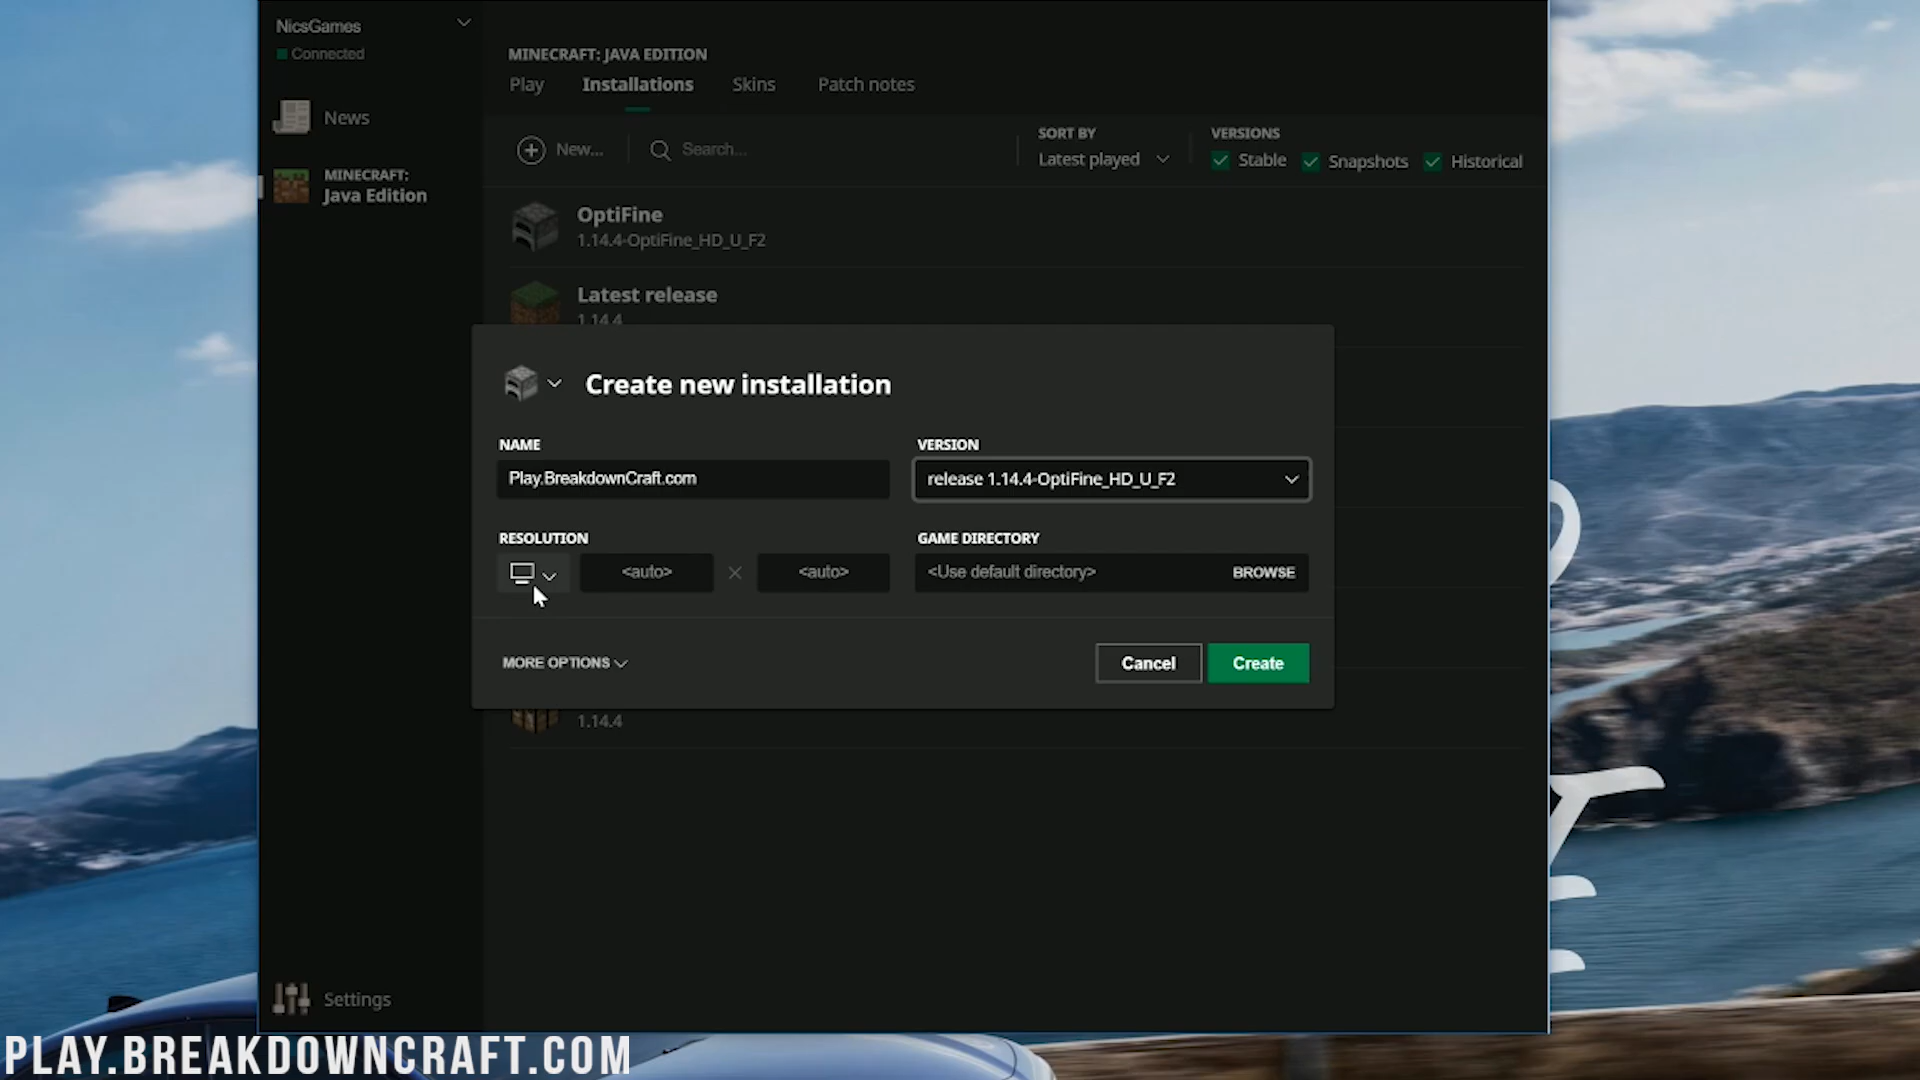 NicsGames
Connected
News
MINECRAFT:
Java Edition
Settings
MINECRAFT: JAVA EDITION
Play Installations Skins Patch notes
New... Search...
SORT BY
Latest played
VERSIONS
Stable Snapshots Historical
OptiFine
1.14.4-OptiFine_HD_U_F2
Latest release
1.14.4
Create new installation
NAME
Play.BreakdownCraft.com
VERSION
release 1.14.4-OptiFine_HD_U_F2
RESOLUTION
<auto> × <auto>
GAME DIRECTORY
<Use default directory> BROWSE
MORE OPTIONS
Cancel Create
1.14.4
PLAY.BREAKDOWNCRAFT.COM